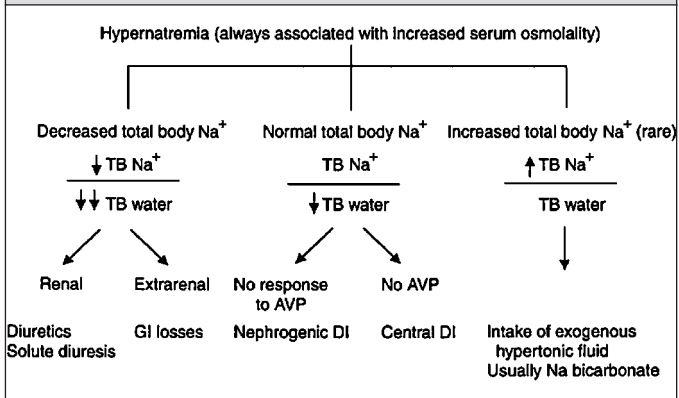 Hypernatremia (always associated with increased serum osmolality)
Decreased total body Na+
Normal total body Na+
Increased total body Na+ (rare)
↓ TB Na+
TB Na+
↑ TB Na+
↓↓ TB water
↓ TB water
TB water
Renal
Extrarenal
No response
to AVP
No AVP
Diuretics
Solute diuresis
GI losses
Nephrogenic DI
Central DI
Intake of exogenous
hypertonic fluid
Usually Na bicarbonate